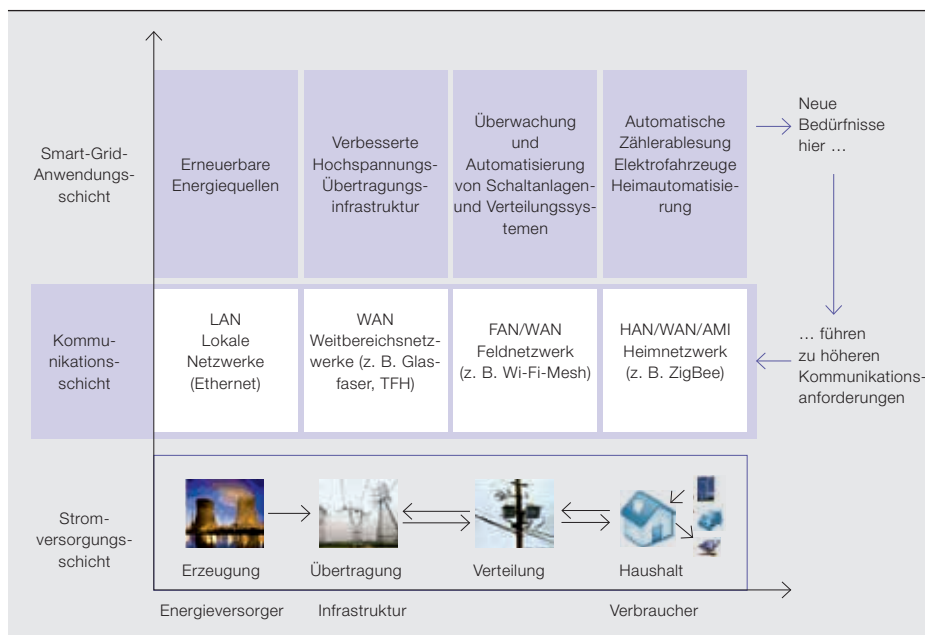 Smart-Grid-
Anwendungs-
schicht
Erneuerbare
Energiequellen
Verbesserte
Hochspannungs-
Übertragungs-
infrastruktur
Überwachung
und
Automatisierung
von Schaltanlagen-
und Verteilungssys-
temen
Automatische
Zählerablesung
Elektrofahrzeuge
Heimautomatisie-
rung
Neue
Bedürfnisse
hier ...
Kommu-
nikations-
schicht
LAN
Lokale
Netzwerke
(Ethernet)
WAN
Weitbereichsnetz-
werke (z. B. Glas-
faser, TFH)
FAN/WAN
Feldnetzwerk
(z. B. Wi-Fi-Mesh)
HAN/WAN/AMI
Heimnetzwerk
(z. B. ZigBee)
... führen
zu höheren
Kommunikations-
anforderungen
Strom-
versorgungs-
schicht
Erzeugung
Übertragung
Verteilung
Haushalt
Energieversorger
Infrastruktur
Verbraucher